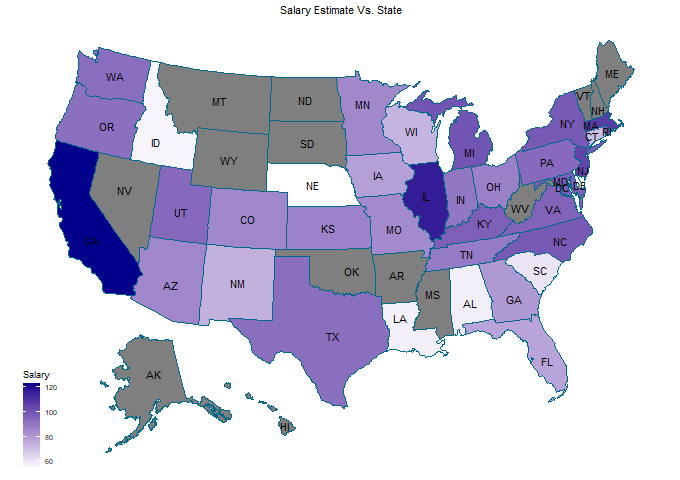 Salary Estimate Vs. State
WA
MT
ND
MN
ME
VT
NH
OR
ID
SD
WI
MI
NY
MA
CT
RI
WY
IA
PA
NJ
NV
NE
IL
IN
OH
MD
DE
DC
UT
CO
KS
MO
KY
WV
VA
CA
AZ
NM
OK
AR
TN
NC
SC
MS
AL
GA
TX
LA
FL
AK
HI
Salary
120
100
80
60